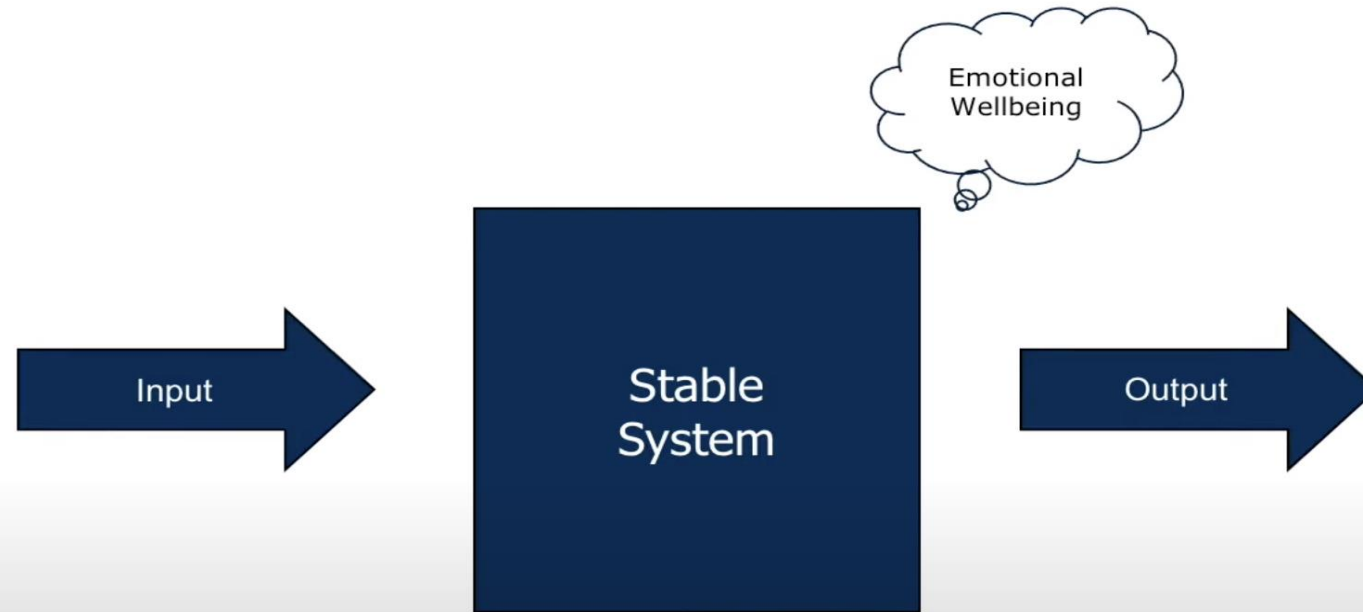 Emotional
Wellbeing
Input
Stable
System
Output